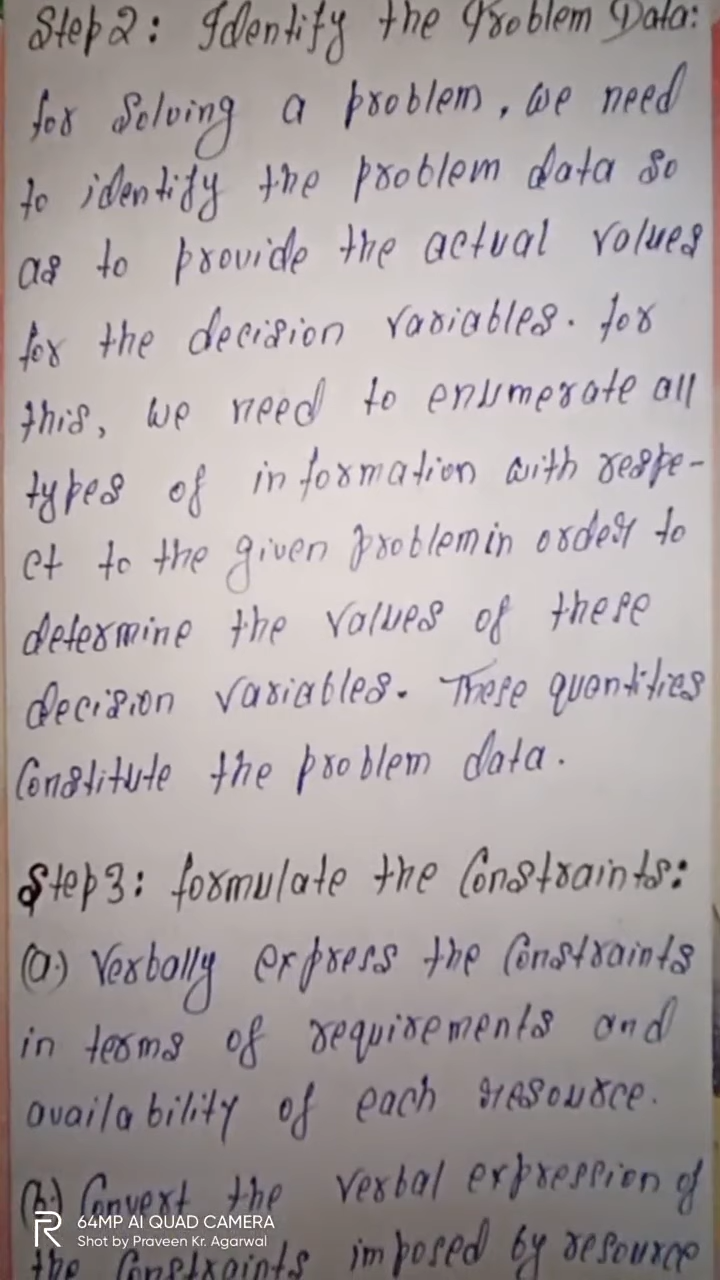 Step 2: Identify the Problem Data:
for Solving a problem, we need
to identify the problem data so
as to provide the actual values
for the decision variables. for
this, we need to enumerate all
types of information with respe-
ct to the given problem in order to
determine the values of these
decision variables. These quantities
Constitute the problem data.
Step 3: formulate the Constraints:
(a.) Verbally express the Constraints
in terms of requirements and
availability of each resource.
(b.) Convert the verbal expression of
the Constraints imposed by resource
64MP AI QUAD CAMERA
Shot by Praveen Kr. Agarwal